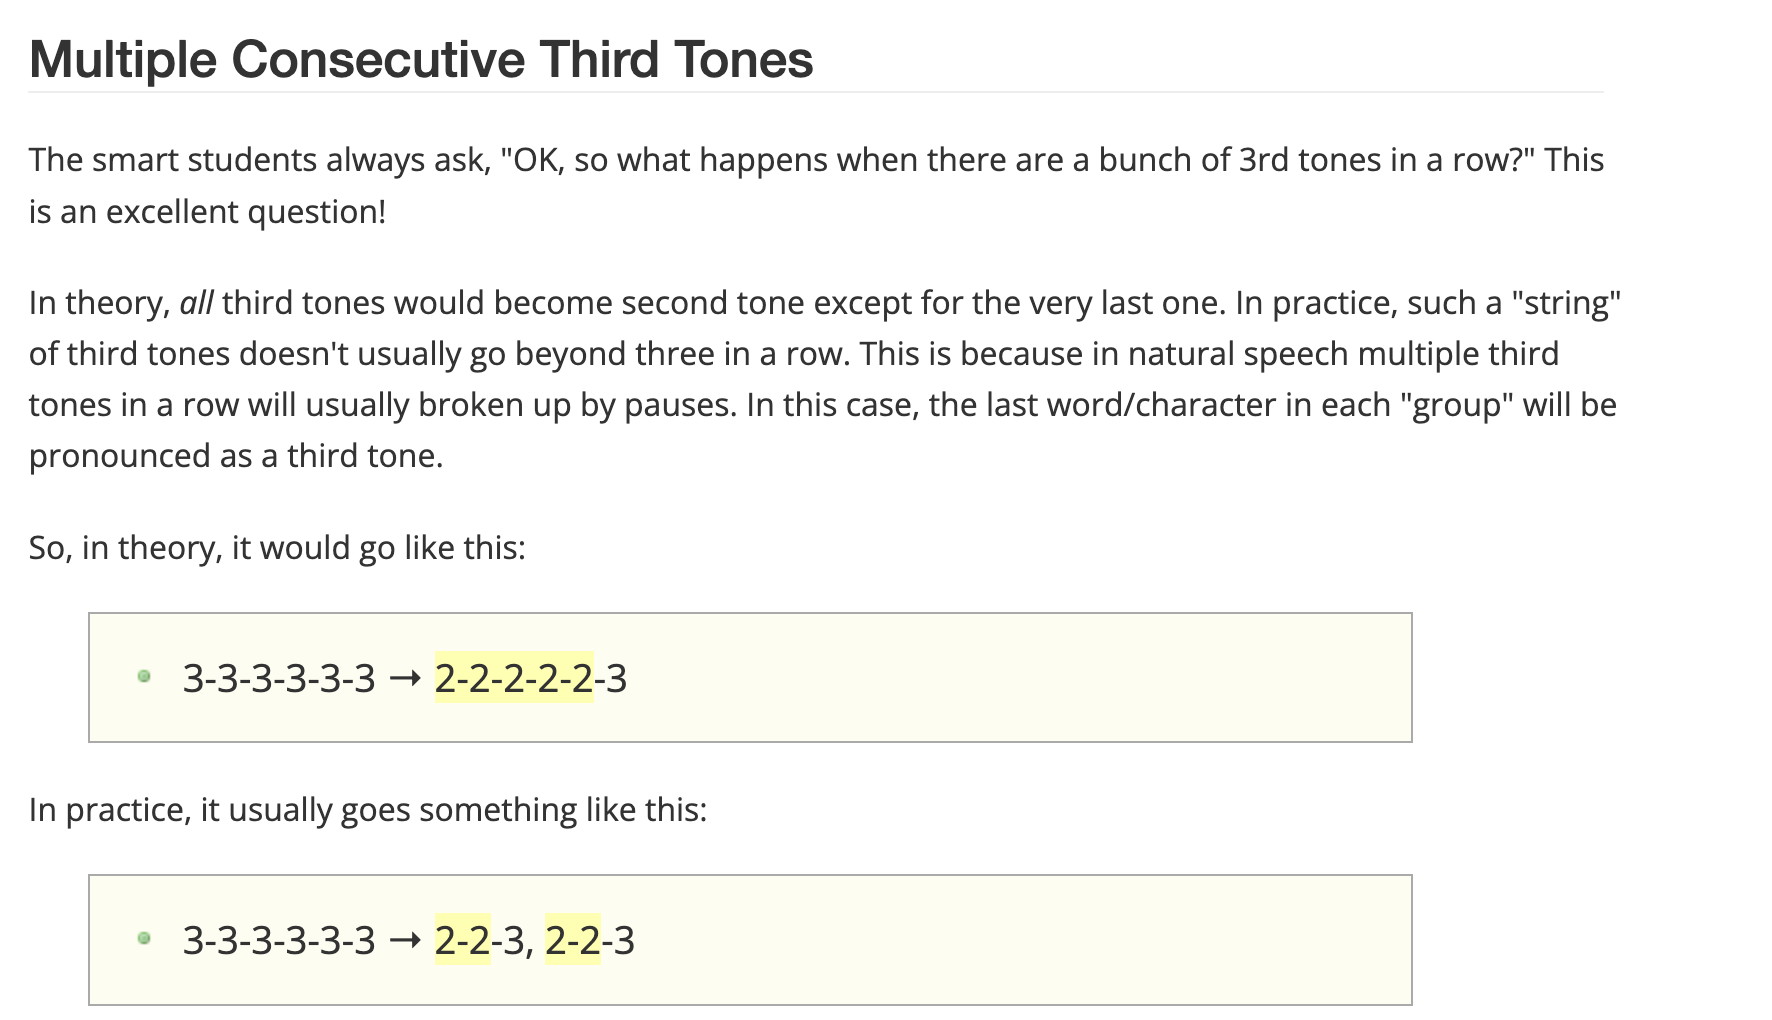 Multiple Consecutive Third Tones
The smart students always ask, "OK, so what happens when there are a bunch of 3rd tones in a row?" This
is an excellent question!
In theory, all third tones would become second tone except for the very last one. In practice, such a "string"
of third tones doesn't usually go beyond three in a row. This is because in natural speech multiple third
tones in a row will usually broken up by pauses. In this case, the last word/character in each "group" will be
pronounced as a third tone.
So, in theory, it would go like this:
3-3-3-3-3-3 → 2-2-2-2-2-3
In practice, it usually goes something like this:
3-3-3-3-3-3 → 2-2-3, 2-2-3